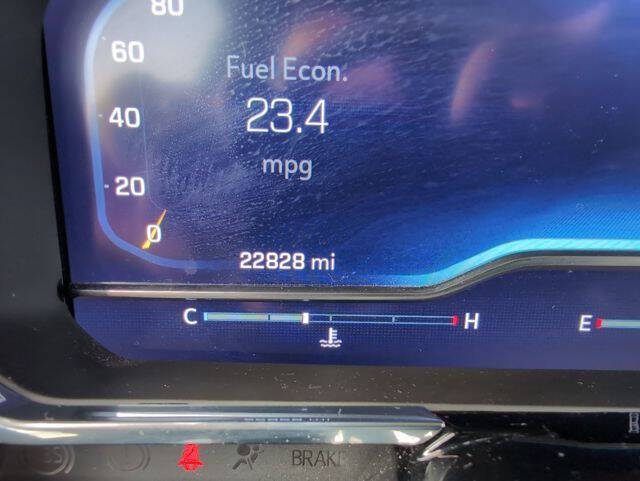 80
60
Fuel Econ.
40
23.4
mpg
20
0
22828 mi
C H E
BRAKE